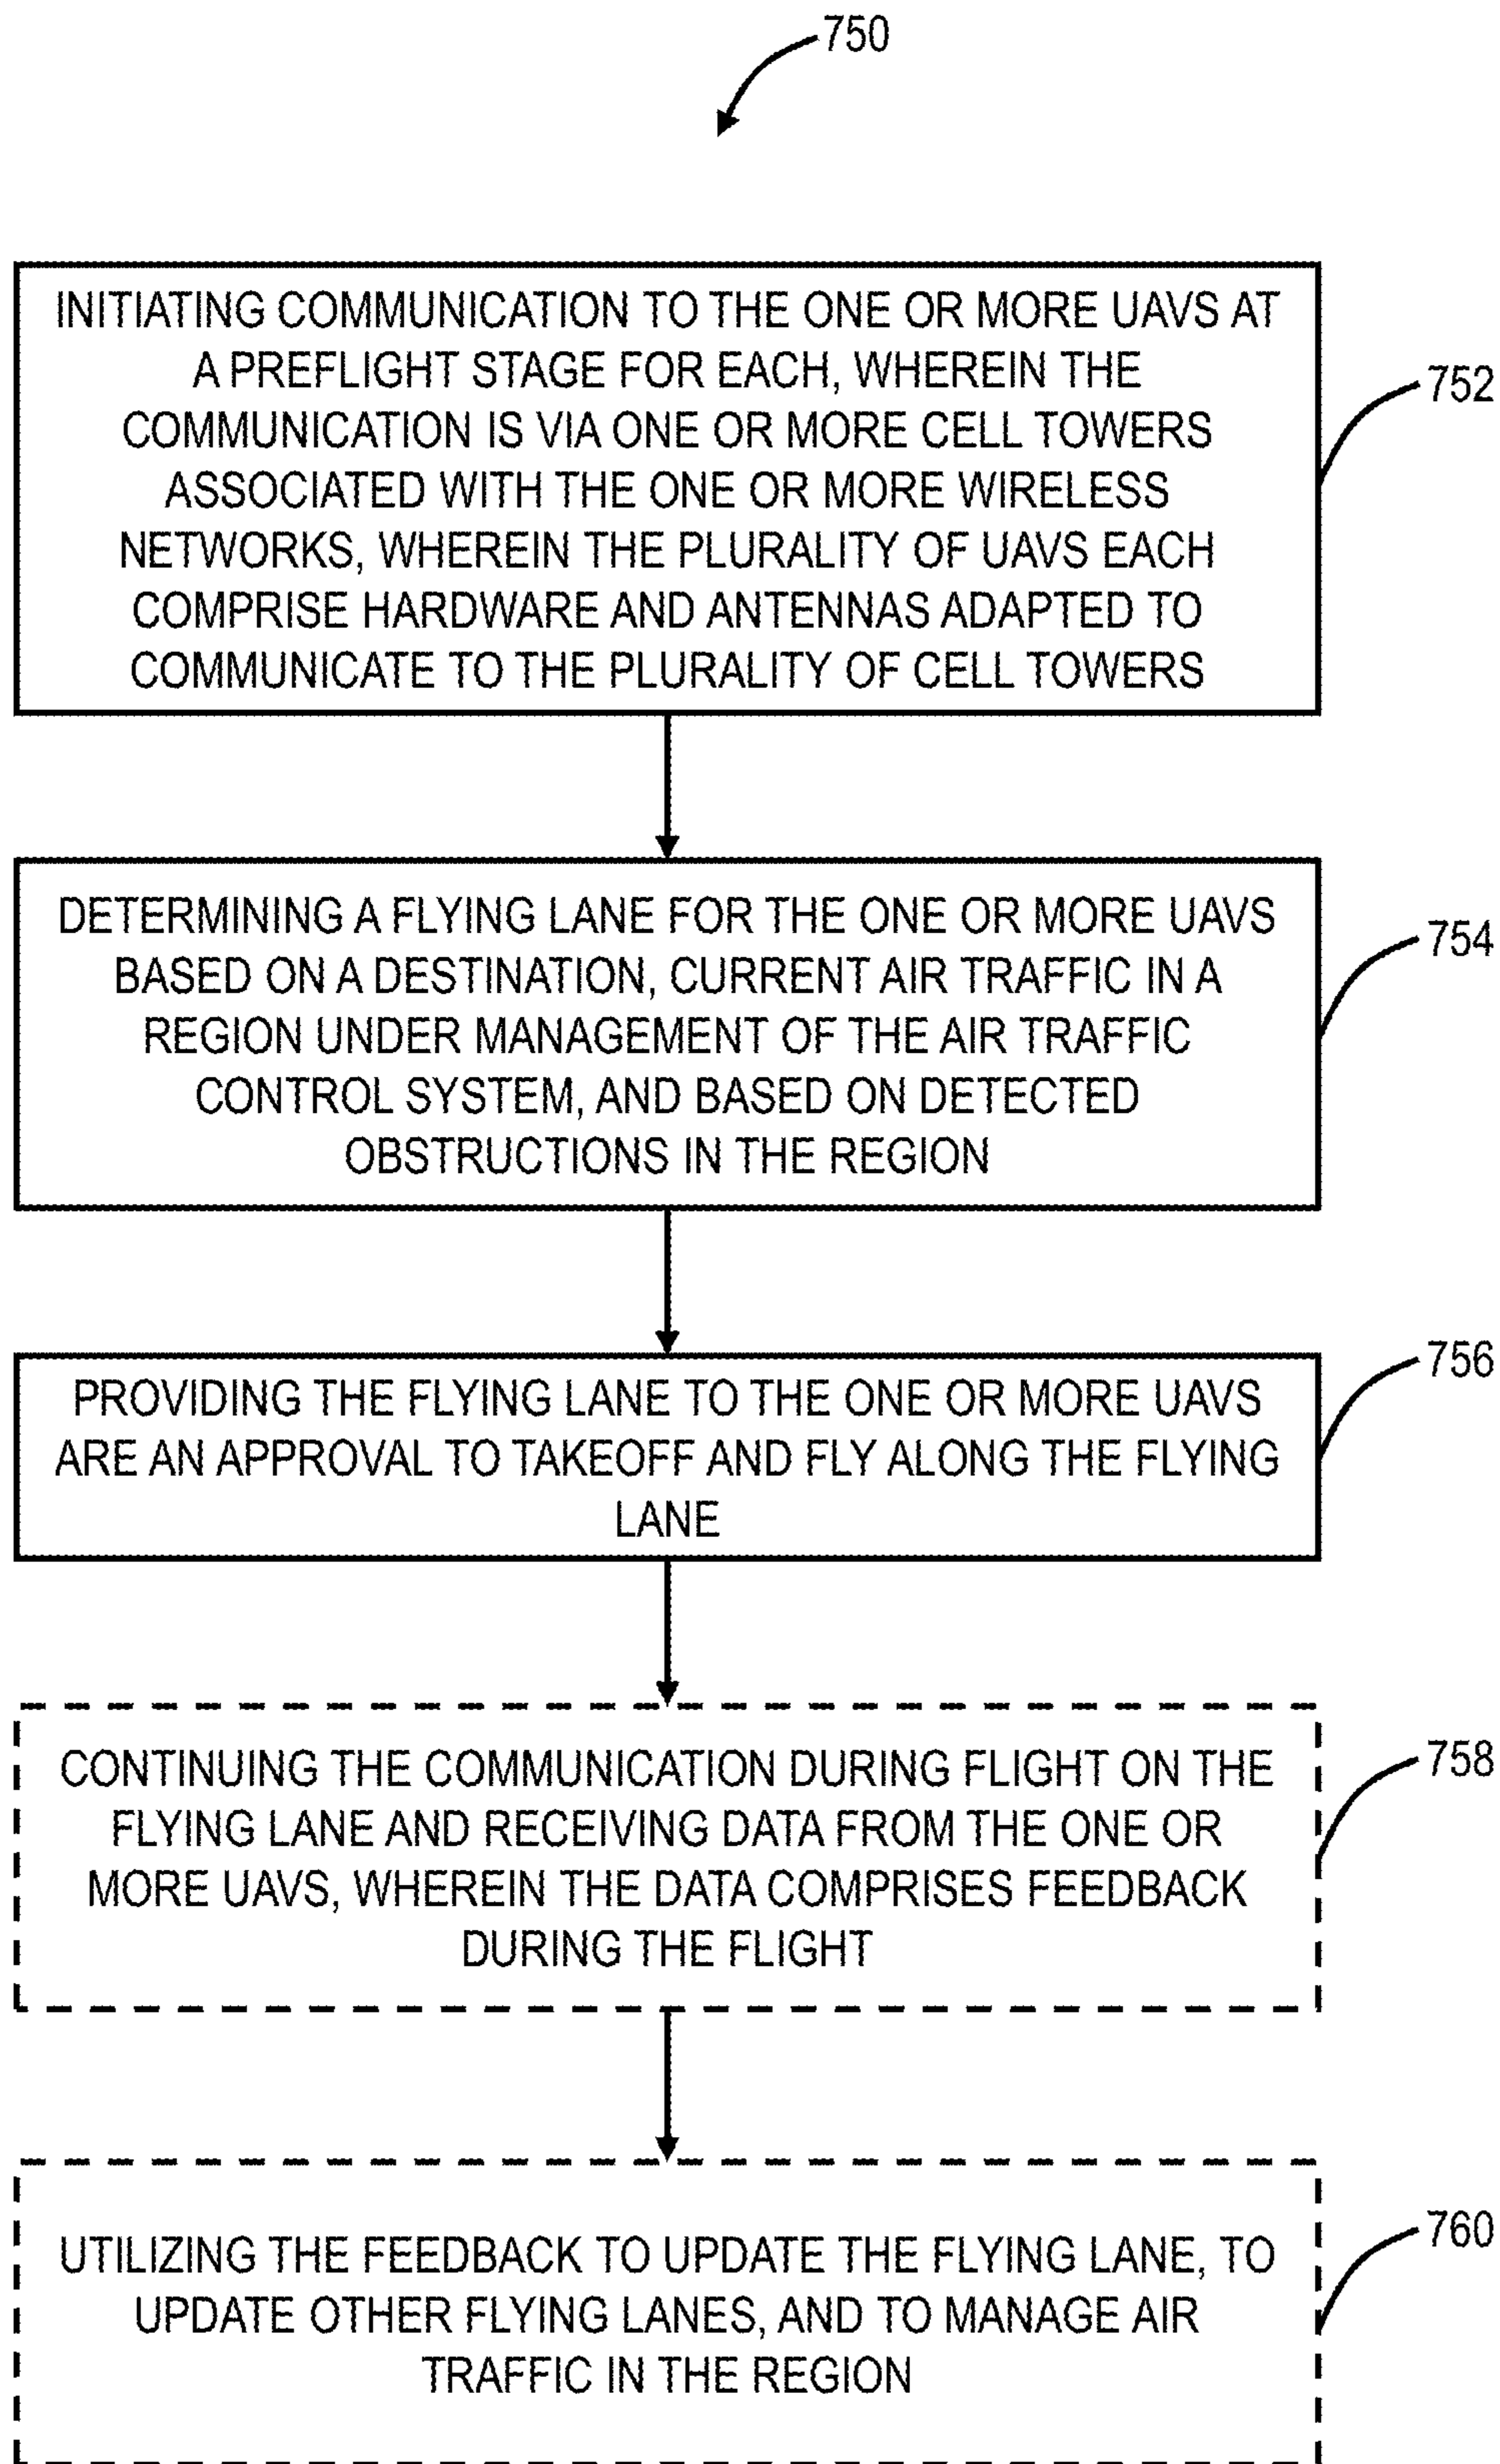 750
INITIATING COMMUNICATION TO THE ONE OR MORE UAVS AT
A PREFLIGHT STAGE FOR EACH, WHEREIN THE
COMMUNICATION IS VIA ONE OR MORE CELL TOWERS
ASSOCIATED WITH THE ONE OR MORE WIRELESS
NETWORKS, WHEREIN THE PLURALITY OF UAVS EACH
COMPRISE HARDWARE AND ANTENNAS ADAPTED TO
COMMUNICATE TO THE PLURALITY OF CELL TOWERS
752
DETERMINING A FLYING LANE FOR THE ONE OR MORE UAVS
BASED ON A DESTINATION, CURRENT AIR TRAFFIC IN A
REGION UNDER MANAGEMENT OF THE AIR TRAFFIC
CONTROL SYSTEM, AND BASED ON DETECTED
OBSTRUCTIONS IN THE REGION
754
PROVIDING THE FLYING LANE TO THE ONE OR MORE UAVS
ARE AN APPROVAL TO TAKEOFF AND FLY ALONG THE FLYING
LANE
756
CONTINUING THE COMMUNICATION DURING FLIGHT ON THE
FLYING LANE AND RECEIVING DATA FROM THE ONE OR
MORE UAVS, WHEREIN THE DATA COMPRISES FEEDBACK
DURING THE FLIGHT
758
UTILIZING THE FEEDBACK TO UPDATE THE FLYING LANE, TO
UPDATE OTHER FLYING LANES, AND TO MANAGE AIR
TRAFFIC IN THE REGION
760